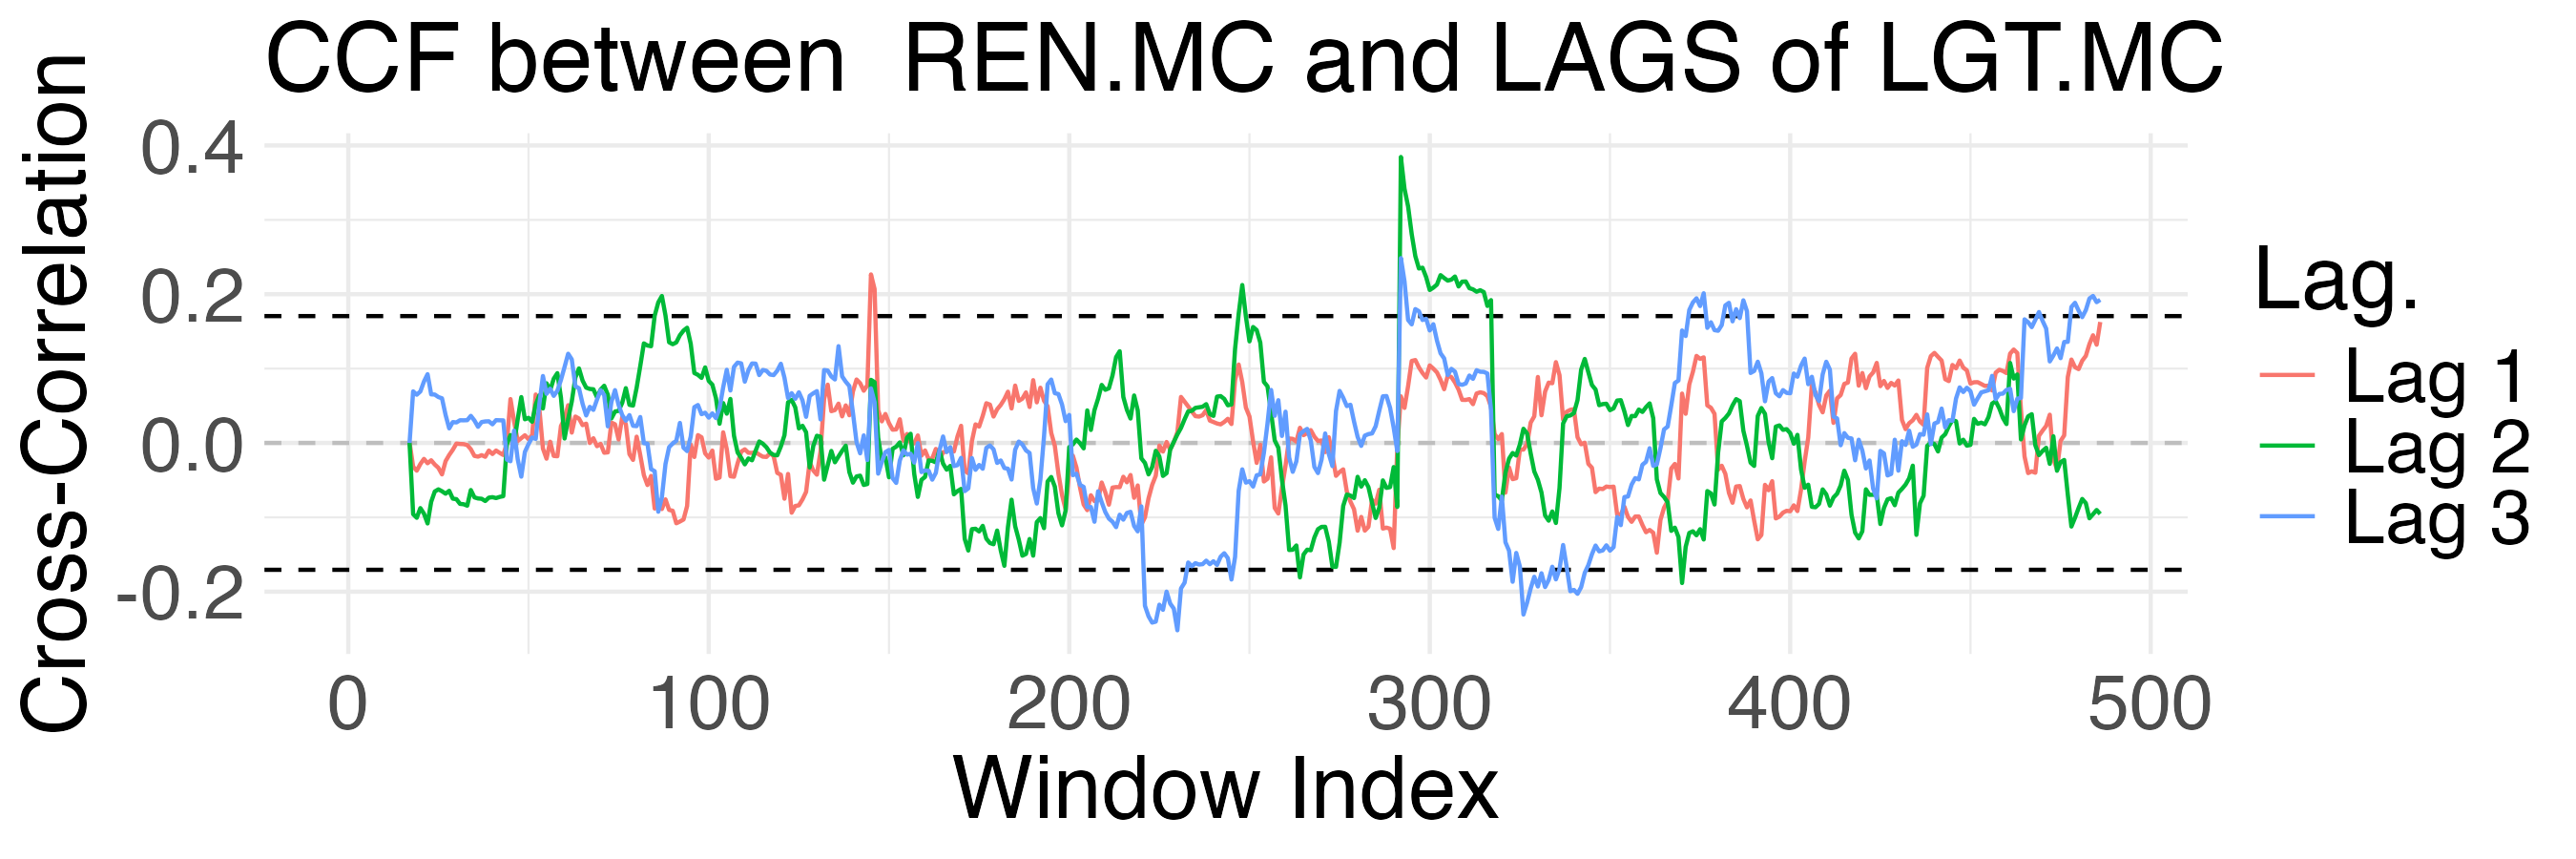 CCF between  REN.MC and LAGS of LGT.MC
Cross-Correlation
0.4
0.2
0.0
-0.2
0 100 200 300 400 500
Window Index
Lag.
Lag 1
Lag 2
Lag 3